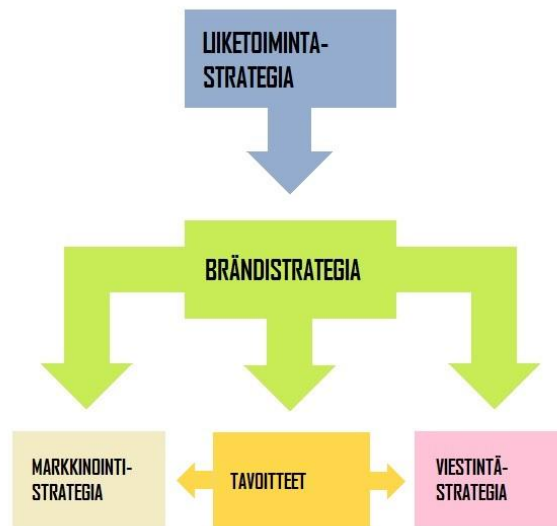 LIIKETOIMINTA-
STRATEGIA
BRÄNDISTRATEGIA
MARKKINOINTI-
STRATEGIA
TAVOITTEET
VIESTINTÄ-
STRATEGIA